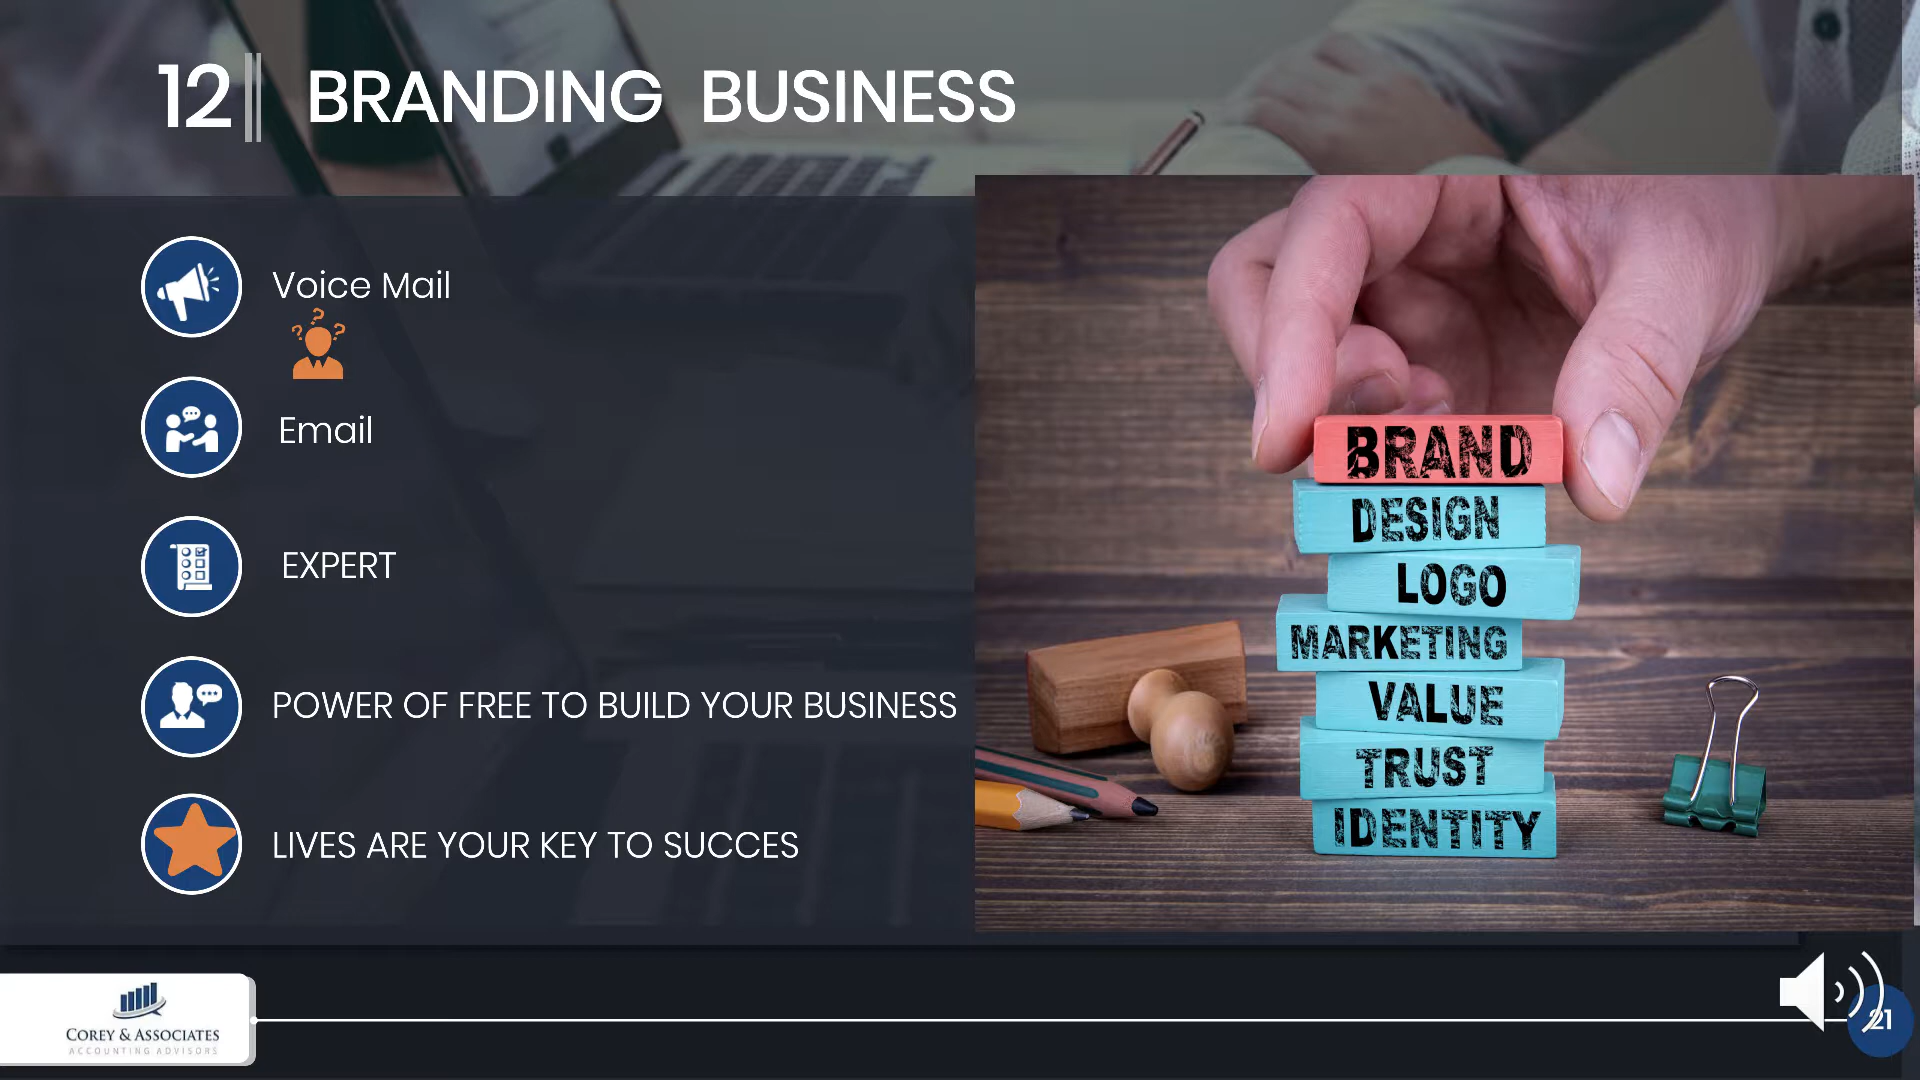 12 BRANDING BUSINESS
Voice Mail
? ? ?
Email
EXPERT
POWER OF FREE TO BUILD YOUR BUSINESS
LIVES ARE YOUR KEY TO SUCCES
BRAND
DESIGN
LOGO
MARKETING
VALUE
TRUST
IDENTITY
COREY & ASSOCIATES
ACCOUNTING ADVISORS
21